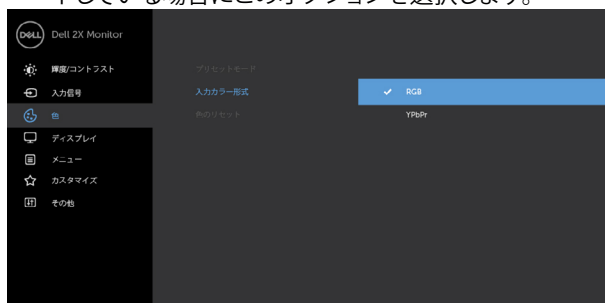 トしている場合にこのオプションを選択します。
DELL Dell 2X Monitor
輝度/コントラスト
プリセットモード
入力信号
入力カラー形式
RGB
色
色のリセット
YPbPr
ディスプレイ
メニュー
カスタマイズ
その他